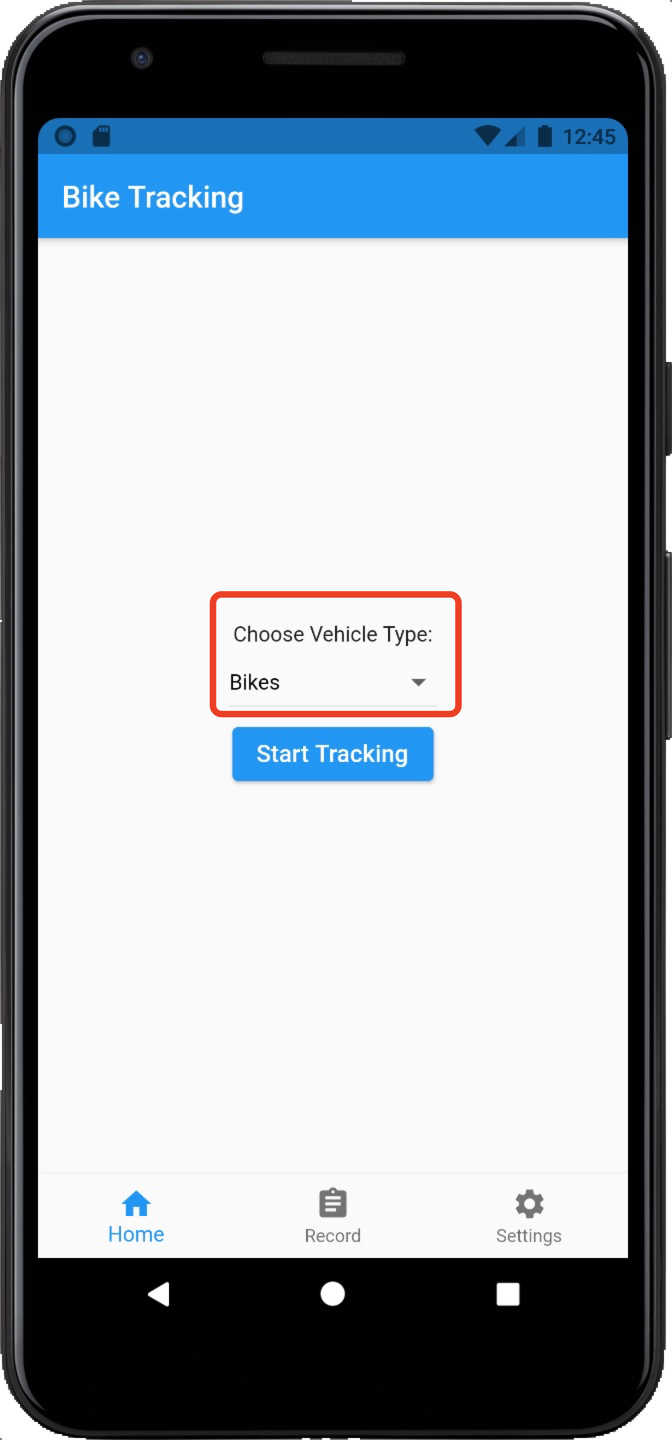 12:45
Bike Tracking
Choose Vehicle Type:
Bikes
Start Tracking
Home
Record
Settings